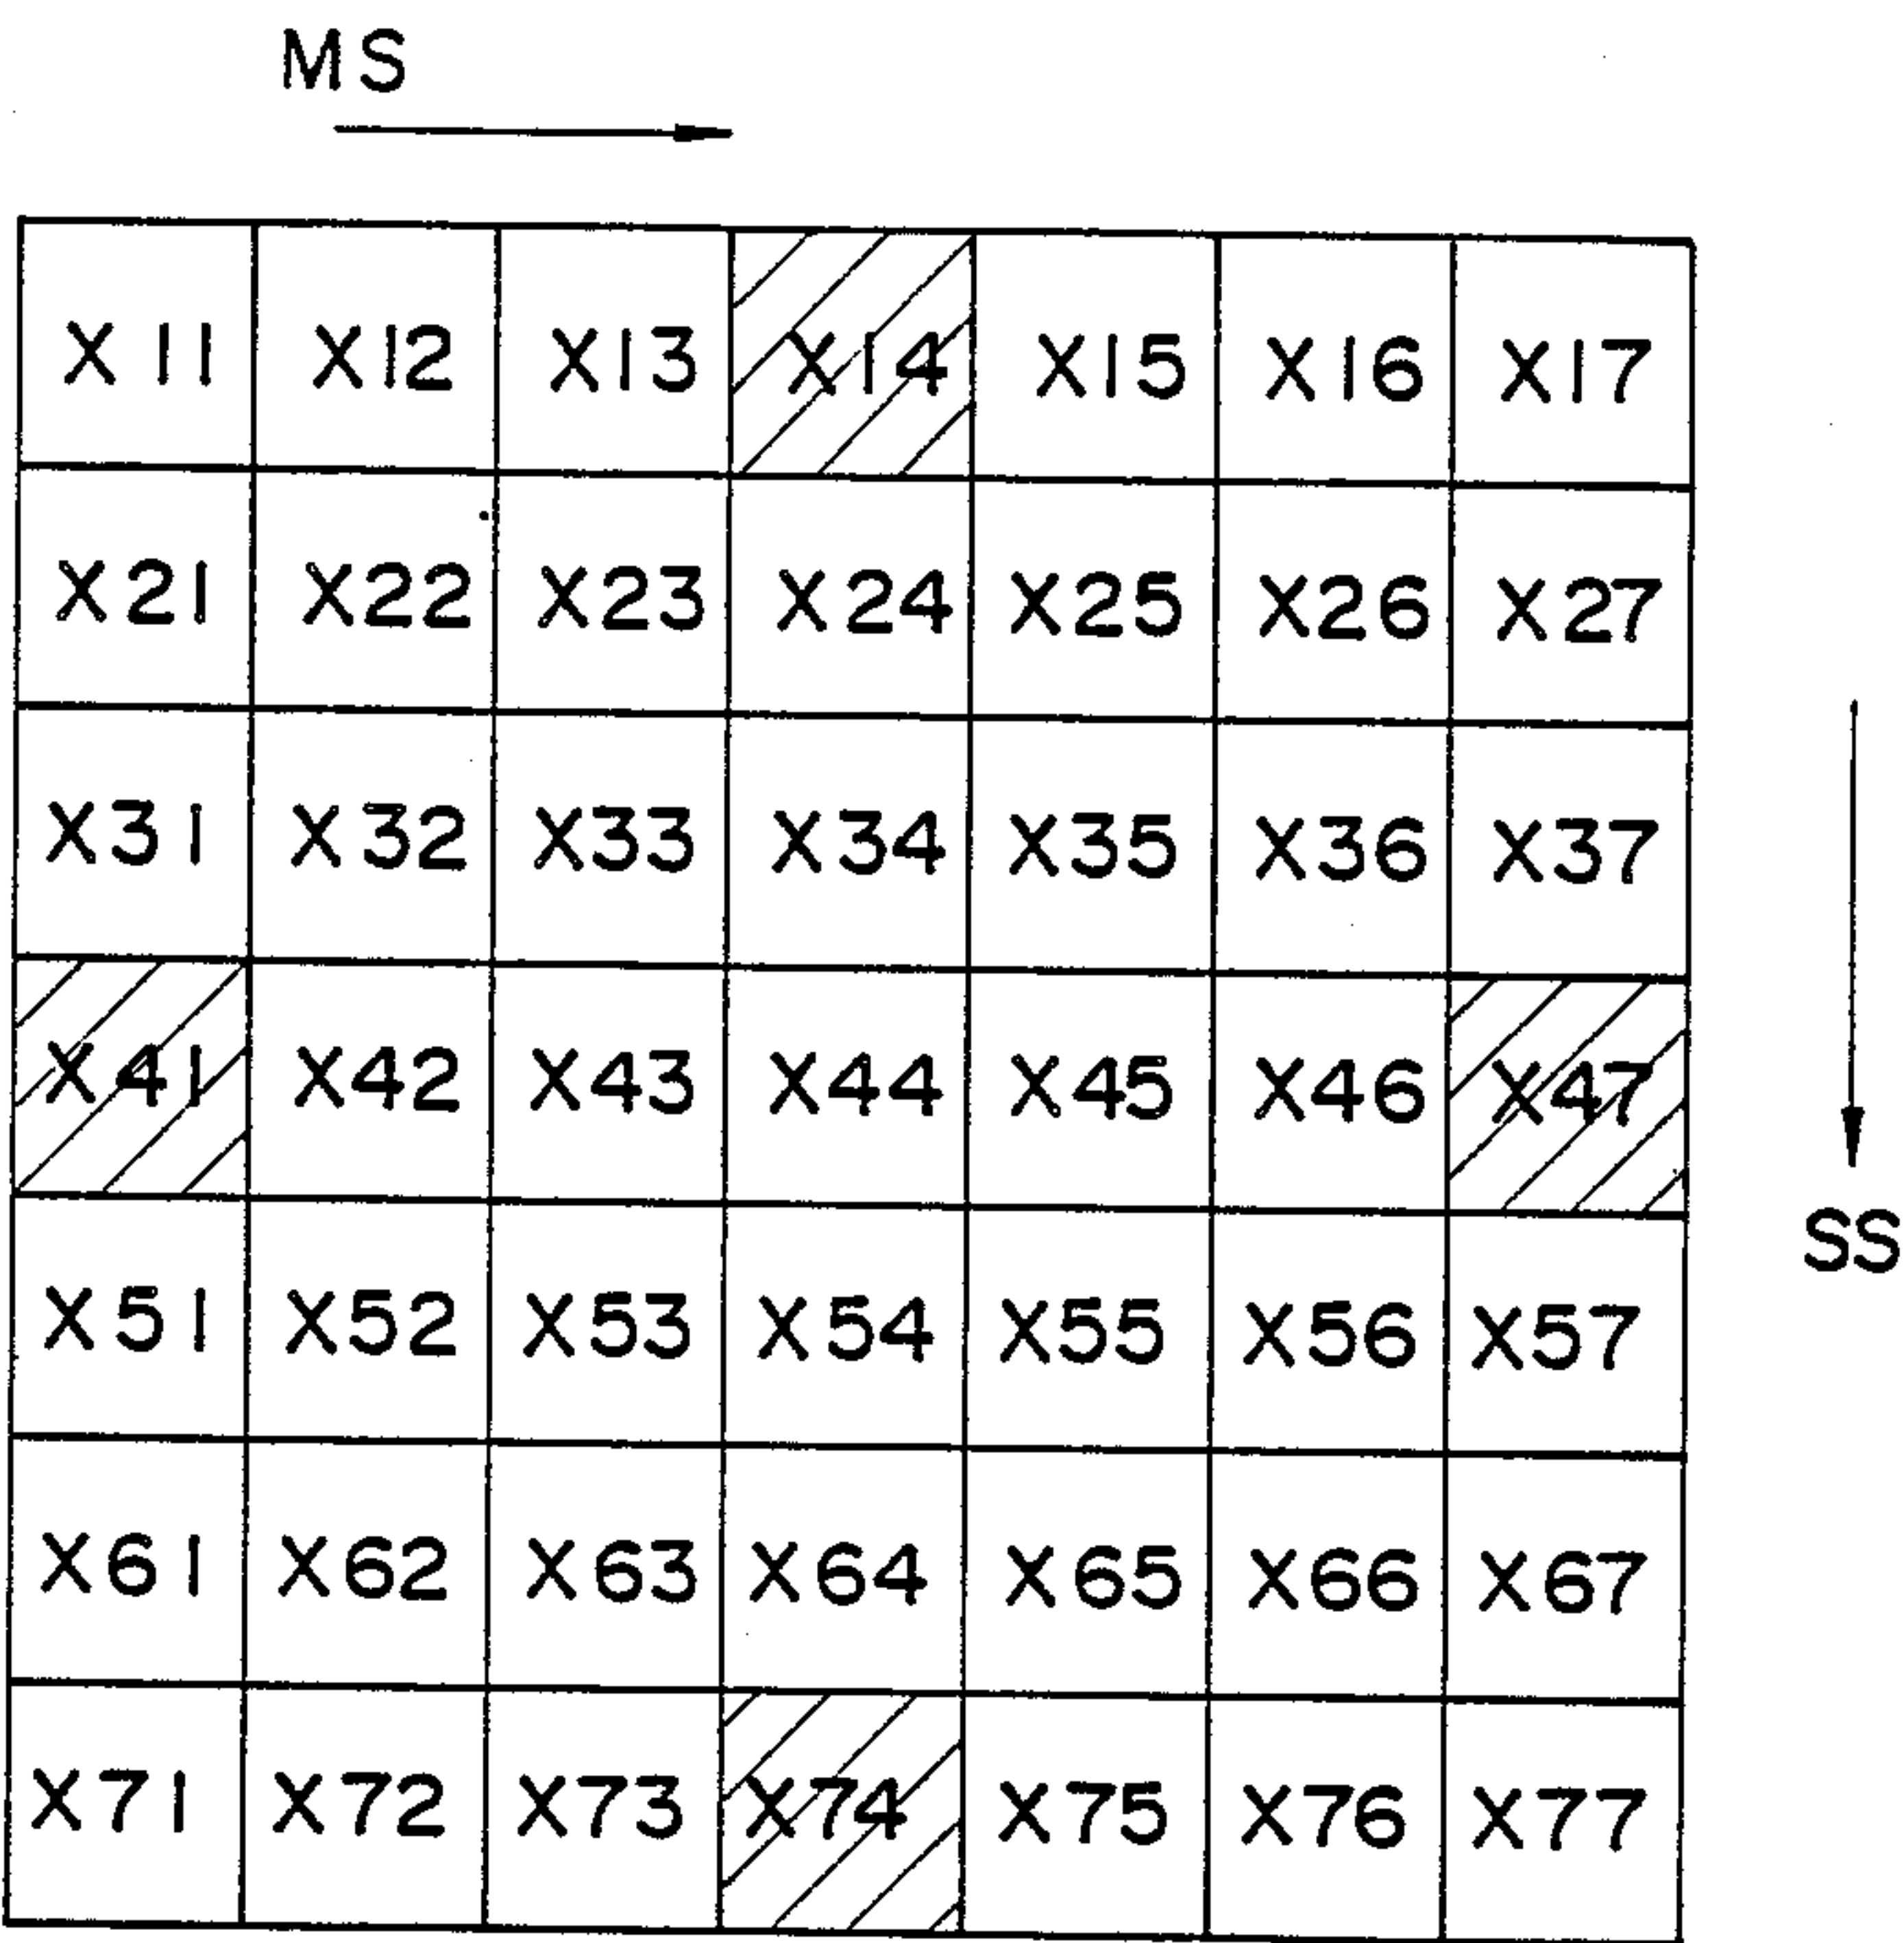 MS
X11 X12 X13 X14 X15 X16 X17
X21 X22 X23 X24 X25 X26 X27
X31 X32 X33 X34 X35 X36 X37
X41 X42 X43 X44 X45 X46 X47
SS
X51 X52 X53 X54 X55 X56 X57
X61 X62 X63 X64 X65 X66 X67
X71 X72 X73 X74 X75 X76 X77